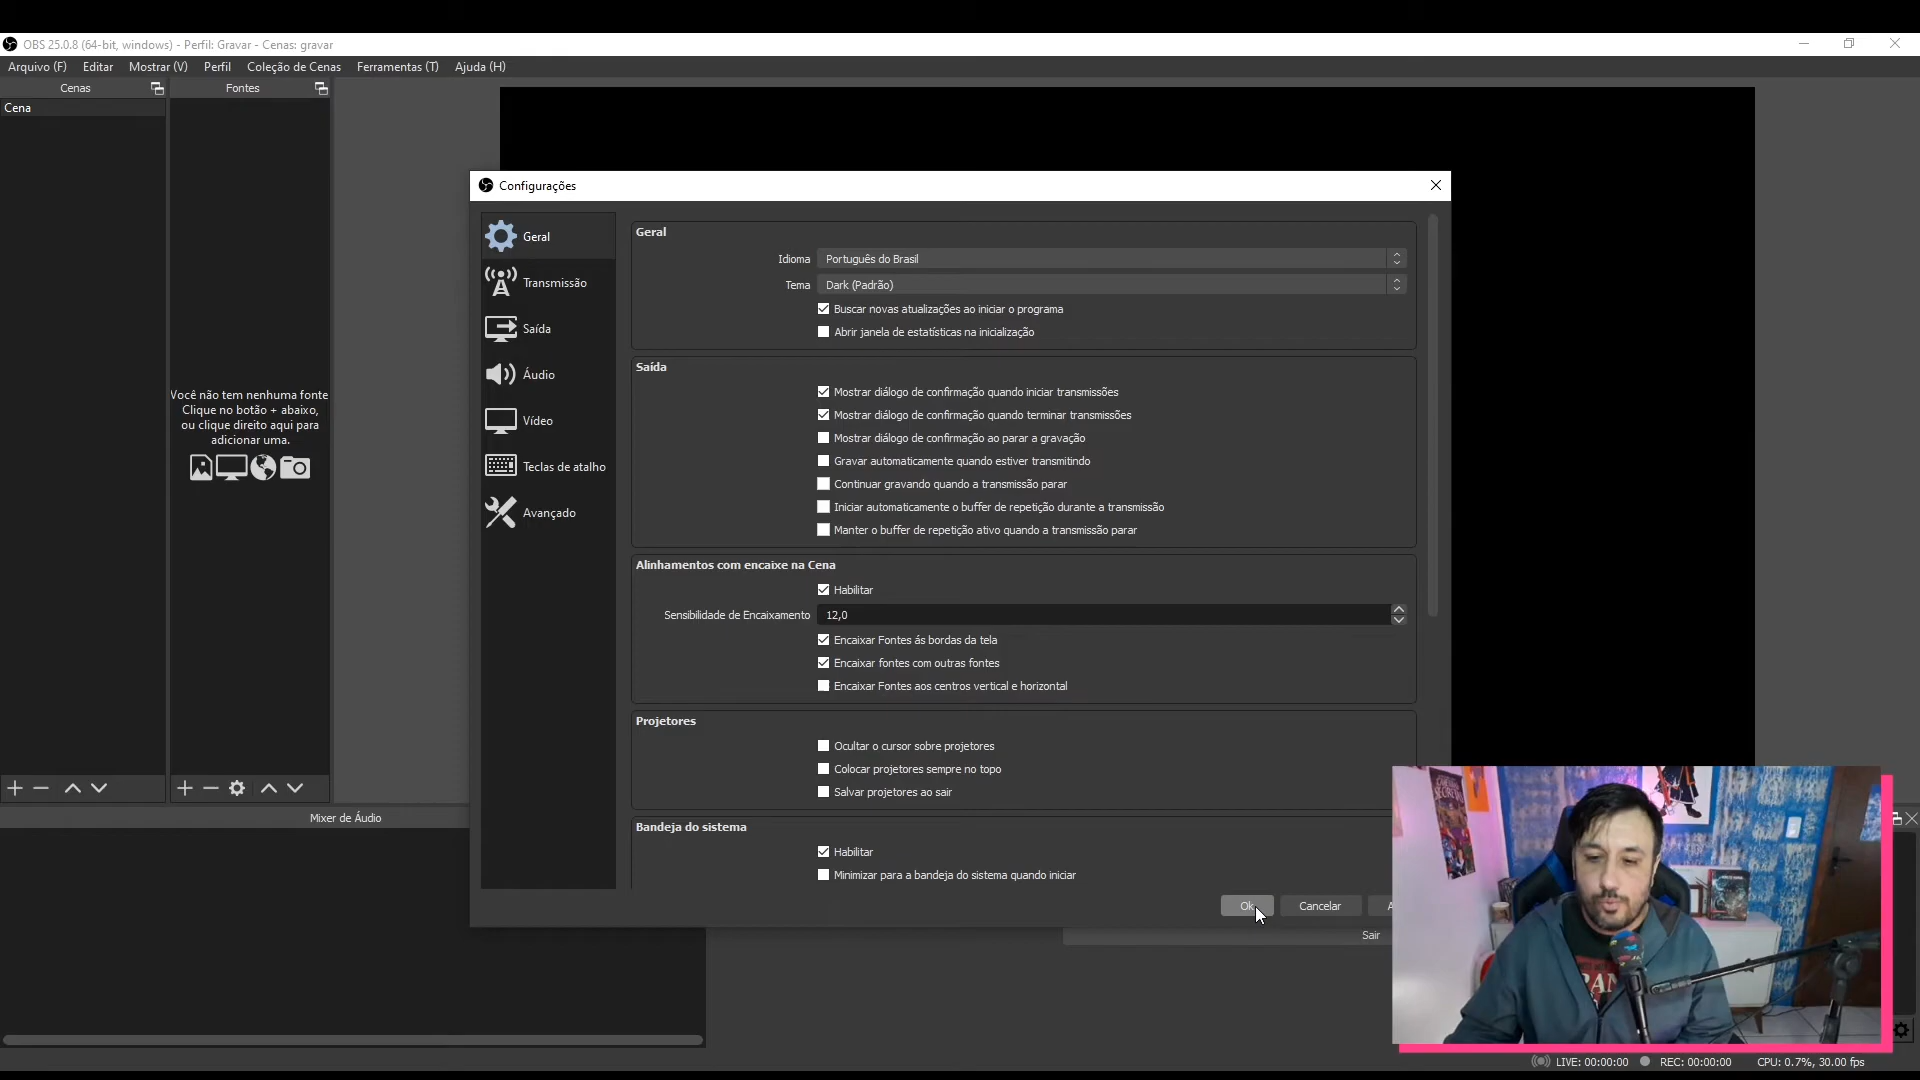 OBS 25.0.8 (64-bit, windows) - Perfil: Gravar - Cenas: gravar
Arquivo (F) Editar Mostrar (V) Perfil Coleção de Cenas Ferramentas (T) Ajuda (H)
Cenas
Fontes
Cena
Você não tem nenhuma fonte
Clique no botão + abaixo,
ou clique direito aqui para
adicionar uma.
Mixer de Áudio
Configurações
Geral
Transmissão
Saída
Áudio
Vídeo
Teclas de atalho
Avançado
Geral
Idioma Português do Brasil
Tema Dark (Padrão)
Buscar novas atualizações ao iniciar o programa
Abrir janela de estatísticas na inicialização
Saída
Mostrar diálogo de confirmação quando iniciar transmissões
Mostrar diálogo de confirmação quando terminar transmissões
Mostrar diálogo de confirmação ao parar a gravação
Gravar automaticamente quando estiver transmitindo
Continuar gravando quando a transmissão parar
Iniciar automaticamente o buffer de repetição durante a transmissão
Manter o buffer de repetição ativo quando a transmissão parar
Alinhamentos com encaixe na Cena
Habilitar
Sensibilidade de Encaixamento 12,0
Encaixar Fontes ás bordas da tela
Encaixar fontes com outras fontes
Encaixar Fontes aos centros vertical e horizontal
Projetores
Ocultar o cursor sobre projetores
Colocar projetores sempre no topo
Salvar projetores ao sair
Bandeja do sistema
Habilitar
Minimizar para a bandeja do sistema quando iniciar
Ok Cancelar A
Sair
LIVE: 00:00:00 REC: 00:00:00 CPU: 0.7%, 30.00 fps